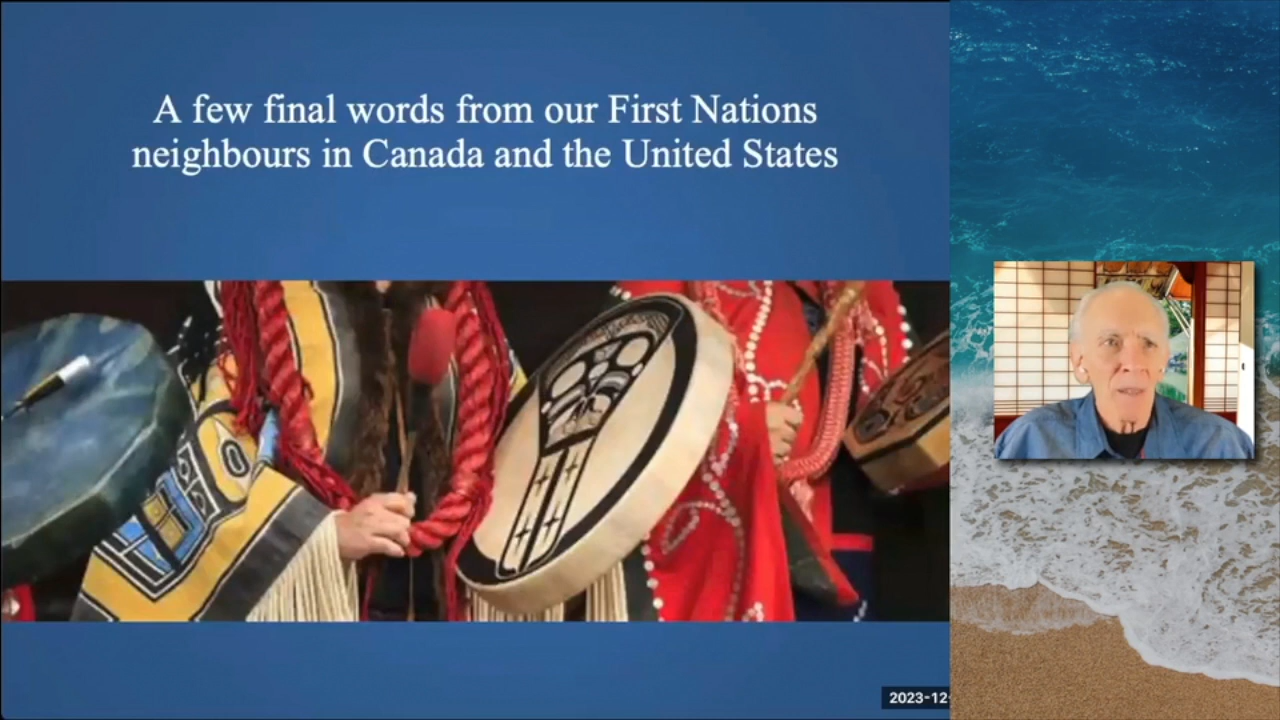 A few final words from our First Nations
neighbours in Canada and the United States
2023-12-